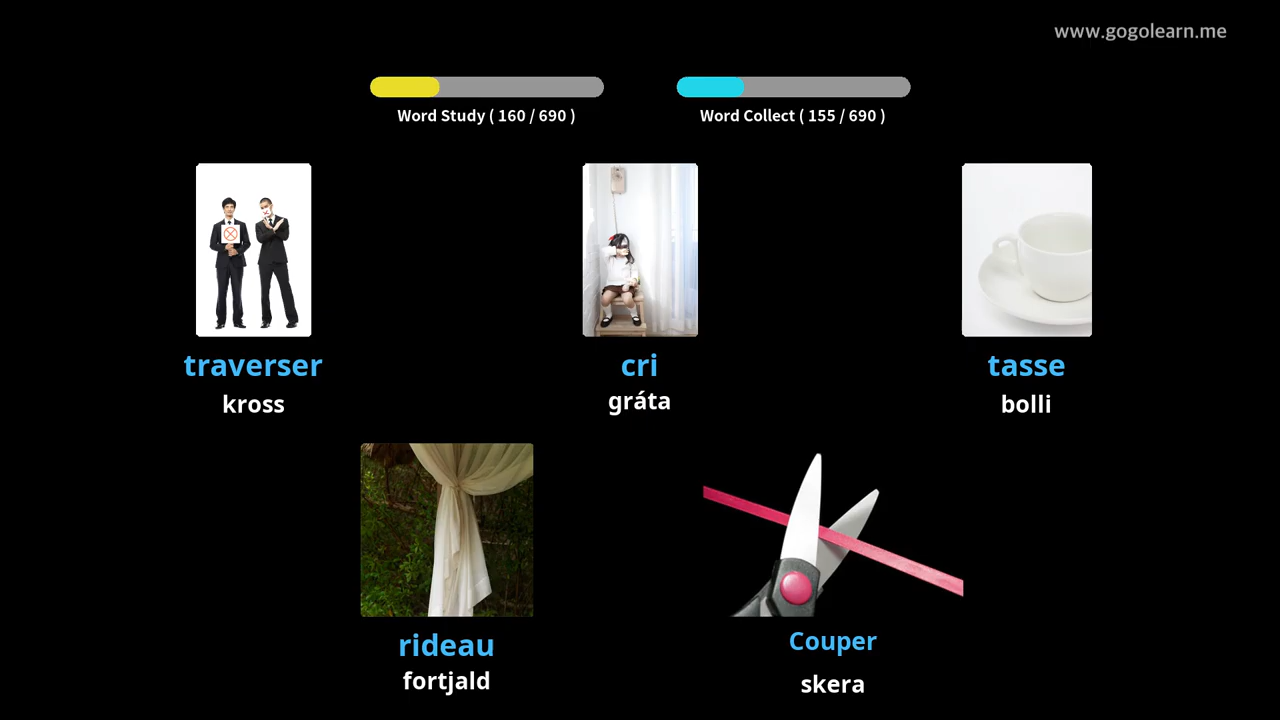 www.gogolearn.me
Word Study ( 160 / 690 )
Word Collect ( 155 / 690 )
traverser
kross
cri
gráta
tasse
bolli
rideau
fortjald
Couper
skera